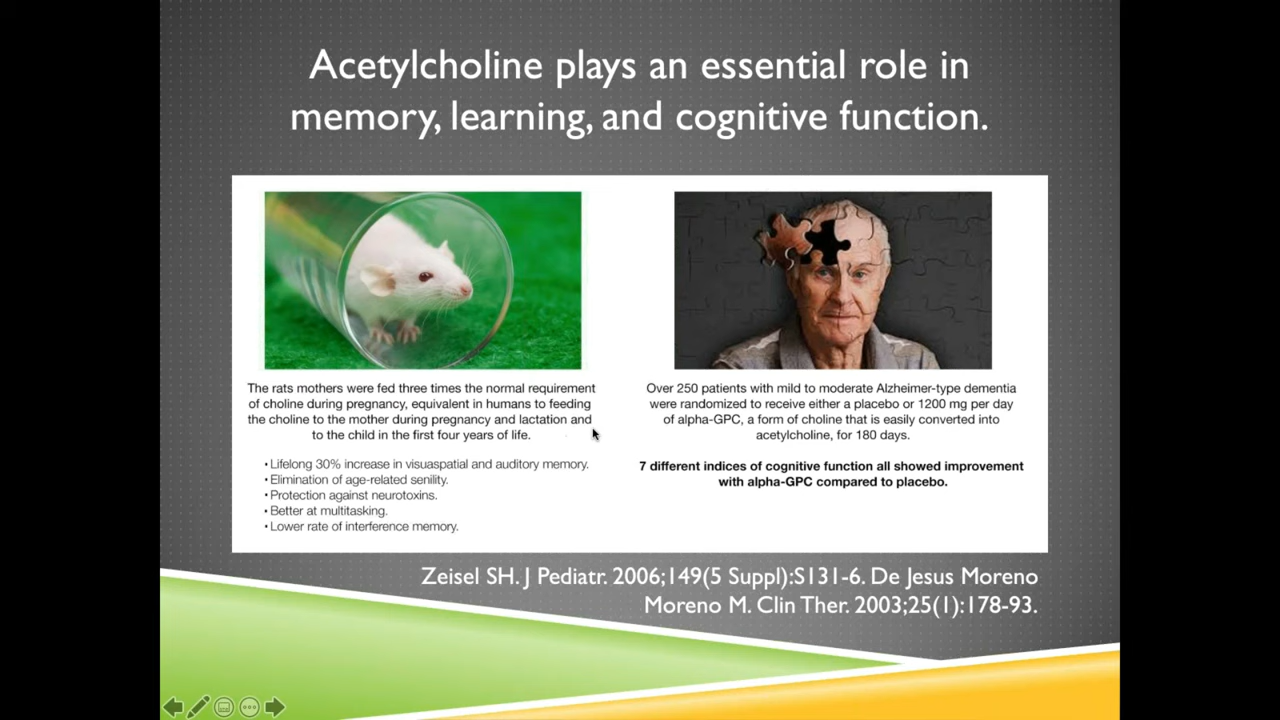 Acetylcholine plays an essential role in
memory, learning, and cognitive function.
The rats mothers were fed three times the normal requirement
of choline during pregnancy, equivalent in humans to feeding
the choline to the mother during pregnancy and lactation and
to the child in the first four years of life.
• Lifelong 30% increase in visuaspatial and auditory memory.
• Elimination of age-related senility.
• Protection against neurotoxins.
• Better at multitasking.
• Lower rate of interference memory.
Over 250 patients with mild to moderate Alzheimer-type dementia
were randomized to receive either a placebo or 1200 mg per day
of alpha-GPC, a form of choline that is easily converted into
acetylcholine, for 180 days.
7 different indices of cognitive function all showed improvement
with alpha-GPC compared to placebo.
Zeisel SH. J Pediatr. 2006;149(5 Suppl):S131-6. De Jesus Moreno
Moreno M. Clin Ther. 2003;25(1):178-93.